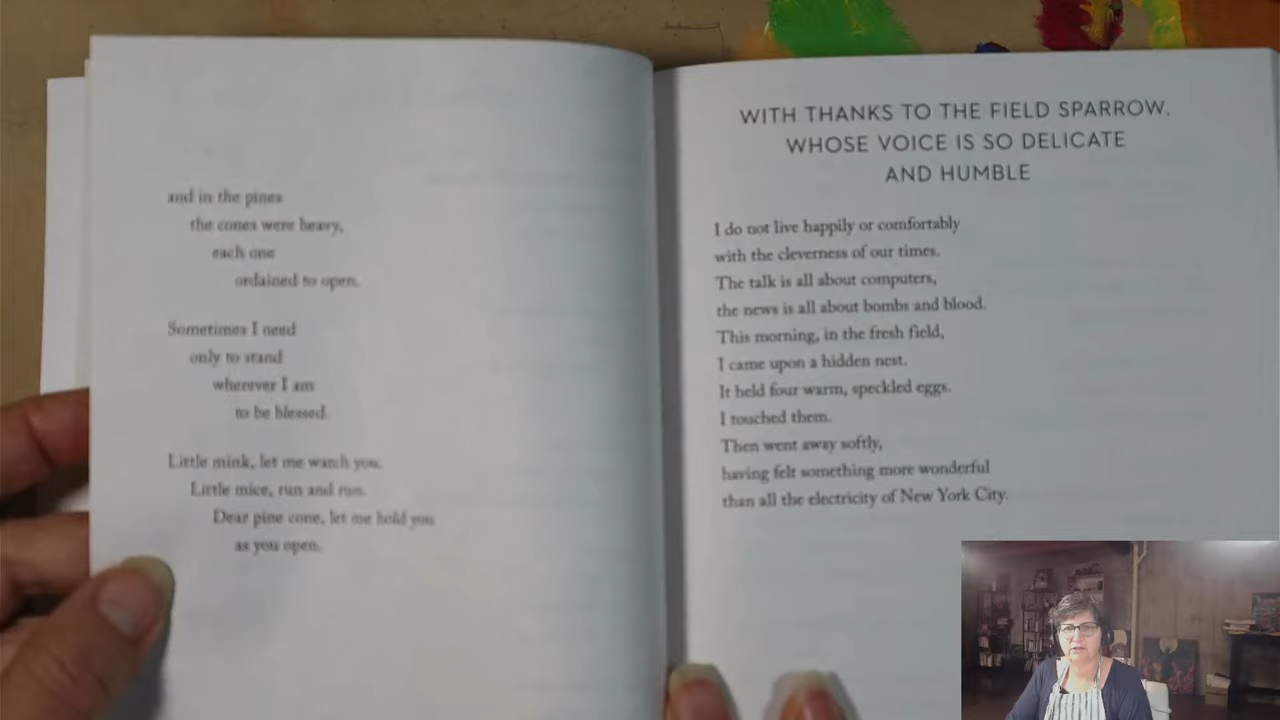 and in the pines
the cones were heavy,
each one
ordained to open.
Sometimes I need
only to stand
wherever I am
to be blessed.
Little mink, let me watch you.
Little mice, run and run.
Dear pine cone, let me hold you
as you open.
WITH THANKS TO THE FIELD SPARROW,
WHOSE VOICE IS SO DELICATE
AND HUMBLE
I do not live happily or comfortably
with the cleverness of our times.
The talk is all about computers,
the news is all about bombs and blood.
This morning, in the fresh field,
I came upon a hidden nest.
It held four warm, speckled eggs.
I touched them.
Then went away softly,
having felt something more wonderful
than all the electricity of New York City.